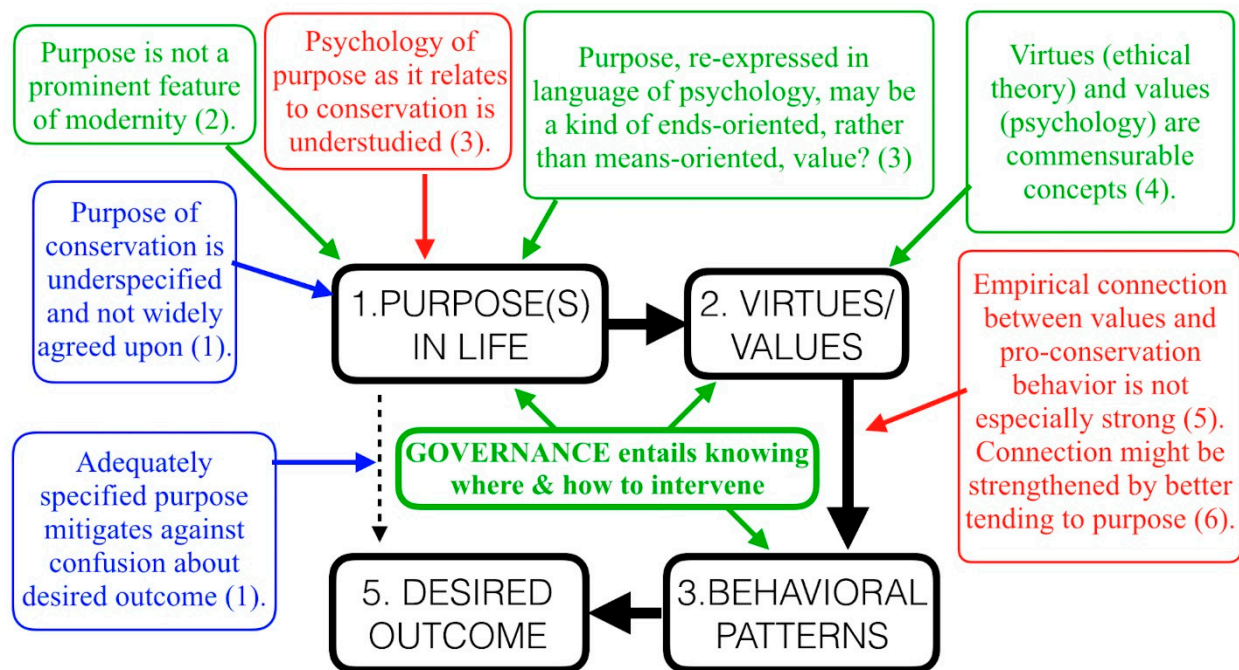 Purpose is not a
prominent feature
of modernity (2).
Psychology of
purpose as it relates
to conservation is
understudied (3).
Purpose, re-expressed in
language of psychology, may be
a kind of ends-oriented, rather
than means-oriented, value? (3)
Virtues (ethical
theory) and values
(psychology) are
commensurable
concepts (4).
Purpose of
conservation is
underspecified
and not widely
agreed upon (1).
1.PURPOSE(S)
IN LIFE
2. VIRTUES/
VALUES
Empirical connection
between values and
pro-conservation
behavior is not
especially strong (5).
Connection might be
strengthened by better
tending to purpose (6).
GOVERNANCE entails knowing
where & how to intervene
Adequately
specified purpose
mitigates against
confusion about
desired outcome (1).
5. DESIRED
OUTCOME
3.BEHAVIORAL
PATTERNS